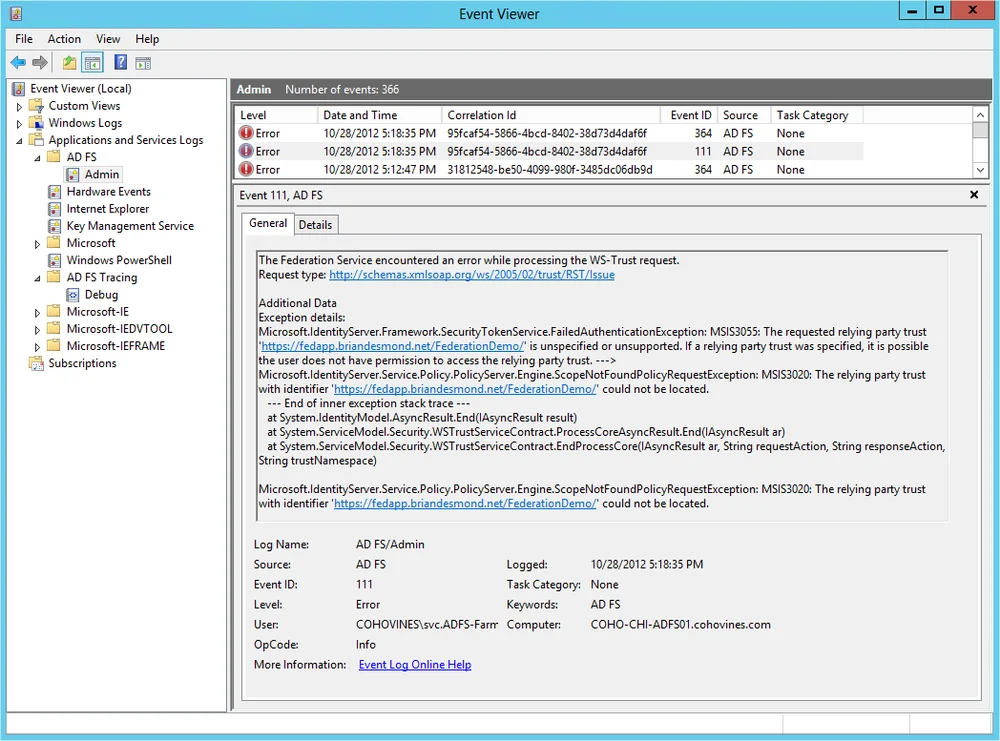 Event Viewer
File Action View Help
Event Viewer (Local)
Custom Views
Windows Logs
Applications and Services Logs
AD FS
Admin
Hardware Events
Internet Explorer
Key Management Service
Microsoft
Windows PowerShell
AD FS Tracing
Debug
Microsoft-IE
Microsoft-IEDVTOOL
Microsoft-IEFRAME
Subscriptions
Admin Number of events: 366
Level Date and Time Correlation Id Event ID Source Task Category
Error 10/28/2012 5:18:35 PM 95fcaf54-5866-4bcd-8402-38d73d4daf6f 364 AD FS None
Error 10/28/2012 5:18:35 PM 95fcaf54-5866-4bcd-8402-38d73d4daf6f 111 AD FS None
Error 10/28/2012 5:12:47 PM 31812548-be50-4099-980f-3485dc06db9d 364 AD FS None
Event 111, AD FS
General Details
The Federation Service encountered an error while processing the WS-Trust request.
Request type: http://schemas.xmlsoap.org/ws/2005/02/trust/RST/Issue
Additional Data
Exception details:
Microsoft.IdentityServer.Framework.SecurityTokenService.FailedAuthenticationException: MSIS3055: The requested relying party trust
'https://fedapp.briandesmond.net/FederationDemo/' is unspecified or unsupported. If a relying party trust was specified, it is possible
the user does not have permission to access the relying party trust. --->
Microsoft.IdentityServer.Service.Policy.PolicyServer.Engine.ScopeNotFoundPolicyRequestException: MSIS3020: The relying party trust
with identifier 'https://fedapp.briandesmond.net/FederationDemo/' could not be located.
--- End of inner exception stack trace ---
at System.IdentityModel.AsyncResult.End(IAsyncResult result)
at System.ServiceModel.Security.WSTrustServiceContract.ProcessCoreAsyncResult.End(IAsyncResult ar)
at System.ServiceModel.Security.WSTrustServiceContract.EndProcessCore(IAsyncResult ar, String requestAction, String responseAction,
String trustNamespace)
Microsoft.IdentityServer.Service.Policy.PolicyServer.Engine.ScopeNotFoundPolicyRequestException: MSIS3020: The relying party trust
with identifier 'https://fedapp.briandesmond.net/FederationDemo/' could not be located.
Log Name: AD FS/Admin
Source: AD FS Logged: 10/28/2012 5:18:35 PM
Event ID: 111 Task Category: None
Level: Error Keywords: AD FS
User: COHOVINES\svc.ADFS-Farm Computer: COHO-CHI-ADFS01.cohovines.com
OpCode: Info
More Information: Event Log Online Help